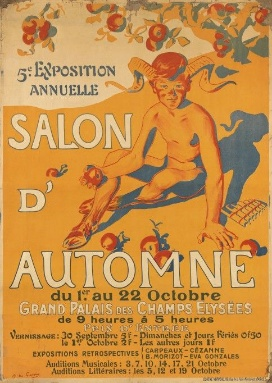 5e EXPOSITION
ANNUELLE
SALON
D'
AUTOMNE
du 1er au 22 Octobre
GRAND PALAIS DES CHAMPS ELYSÉES
de 9 heures à 5 heures
PRIX D'ENTRÉE
VERNISSAGE: 30 Septembre 5f - Dimanches et Jours Fériés 0f50
le 1er Octobre 2f - Les autres jours 1f
EXPOSITIONS RETROSPECTIVES CARPEAUX - CÉZANNE
B. MORIZOT - EVA GONZALES
Auditions Musicales: 3, 7, 10, 14, 17, 21 Octobre
Auditions Littéraires: les 5, 12 et 19 Octobre